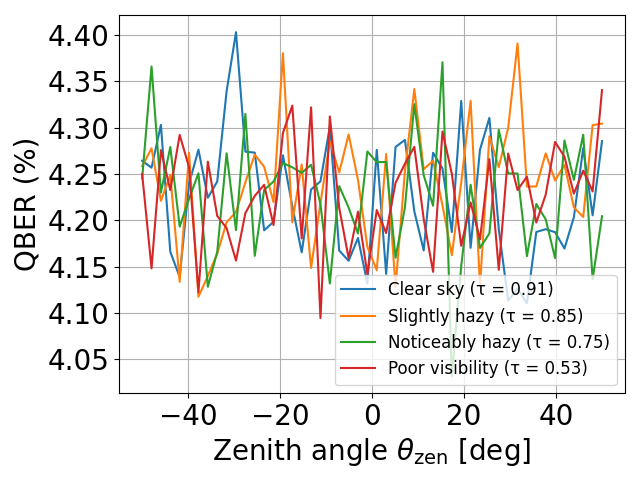 4.40
4.35
4.30
4.25
4.20
4.15
4.10
4.05
QBER (%)
Clear sky (τ = 0.91)
Slightly hazy (τ = 0.85)
Noticeably hazy (τ = 0.75)
Poor visibility (τ = 0.53)
−40 −20 0 20 40
Zenith angle θzen [deg]